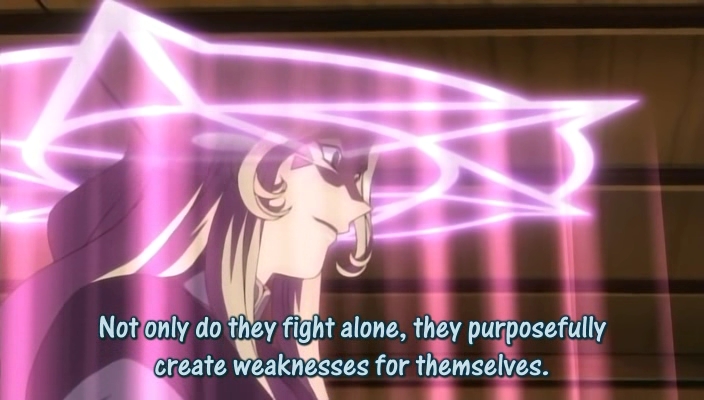 Not only do they fight alone, they purposefully
create weaknesses for themselves.